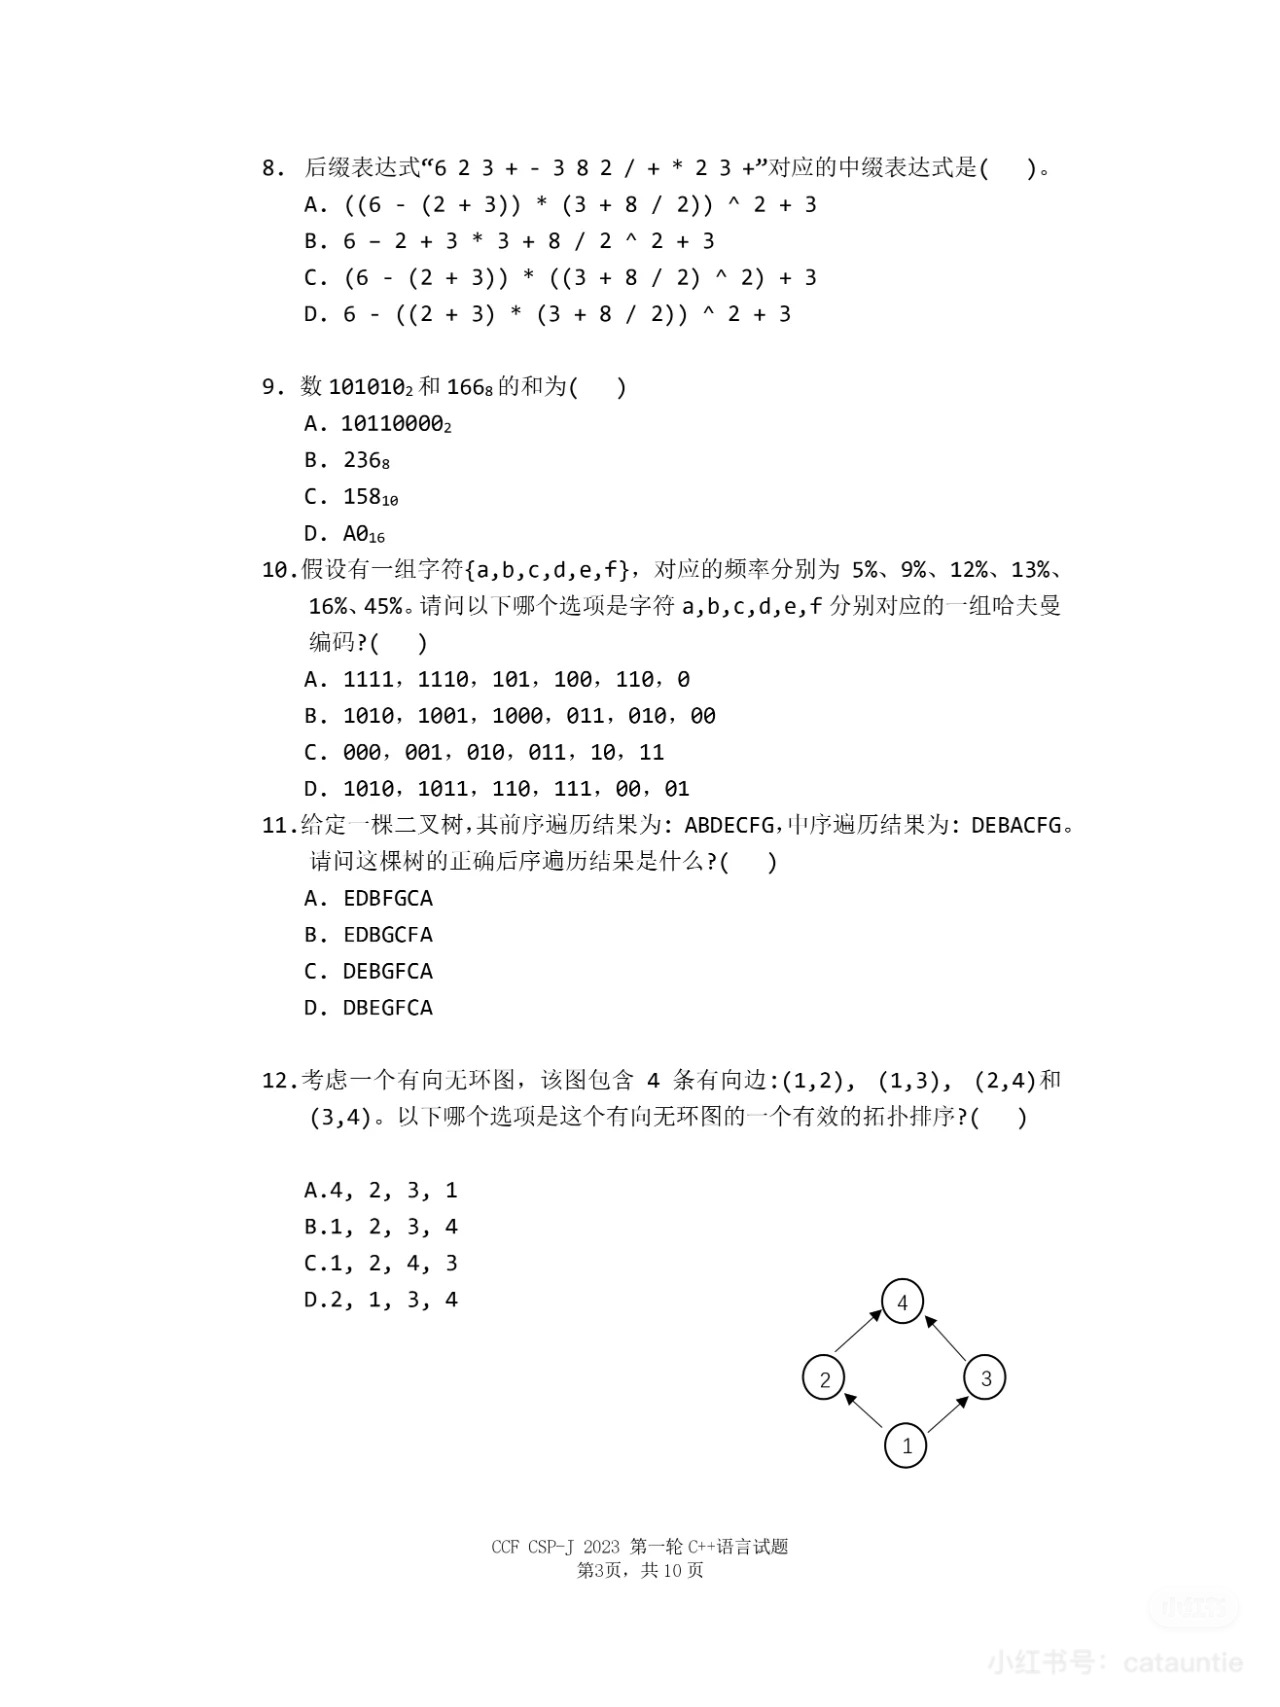 8. 后缀表达式“6 2 3 + - 3 8 2 / + * 2 3 +”对应的中缀表达式是(   )。
A. ((6 - (2 + 3)) * (3 + 8 / 2)) ^ 2 + 3
B. 6 – 2 + 3 * 3 + 8 / 2 ^ 2 + 3
C. (6 - (2 + 3)) * ((3 + 8 / 2) ^ 2) + 3
D. 6 - ((2 + 3) * (3 + 8 / 2)) ^ 2 + 3
9. 数 101010₂ 和 166₈ 的和为(   )
A. 10110000₂
B. 236₈
C. 158₁₀
D. A0₁₆
10.假设有一组字符{a,b,c,d,e,f}，对应的频率分别为 5%、9%、12%、13%、
16%、45%。请问以下哪个选项是字符 a,b,c,d,e,f 分别对应的一组哈夫曼
编码?(   )
A. 1111，1110，101，100，110，0
B. 1010，1001，1000，011，010，00
C. 000，001，010，011，10，11
D. 1010，1011，110，111，00，01
11.给定一棵二叉树,其前序遍历结果为: ABDECFG,中序遍历结果为: DEBACFG。
请问这棵树的正确后序遍历结果是什么?(   )
A. EDBFGCA
B. EDBGCFA
C. DEBGFCA
D. DBEGFCA
12.考虑一个有向无环图，该图包含 4 条有向边:(1,2), (1,3), (2,4)和
(3,4)。以下哪个选项是这个有向无环图的一个有效的拓扑排序?(   )
A.4, 2, 3, 1
B.1, 2, 3, 4
C.1, 2, 4, 3
D.2, 1, 3, 4
4
2
3
1
CCF CSP-J 2023 第一轮 C++语言试题
第3页，共 10 页
小红书
小红书号: catauntie